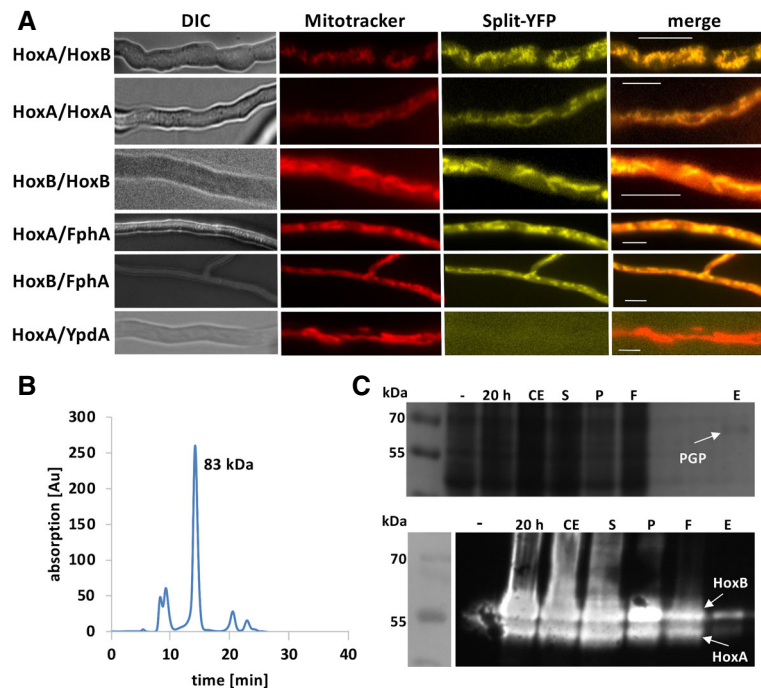 A
DIC Mitotracker Split-YFP merge
HoxA/HoxB
HoxA/HoxA
HoxB/HoxB
HoxA/FphA
HoxB/FphA
HoxA/YpdA
B
300
250
200
150
100
50
0
absorption [Au]
83 kDa
0 10 20 30 40
time [min]
C
kDa - 20 h CE S P F E
70
55
PGP
kDa - 20 h CE S P F E
70
55
HoxB
HoxA